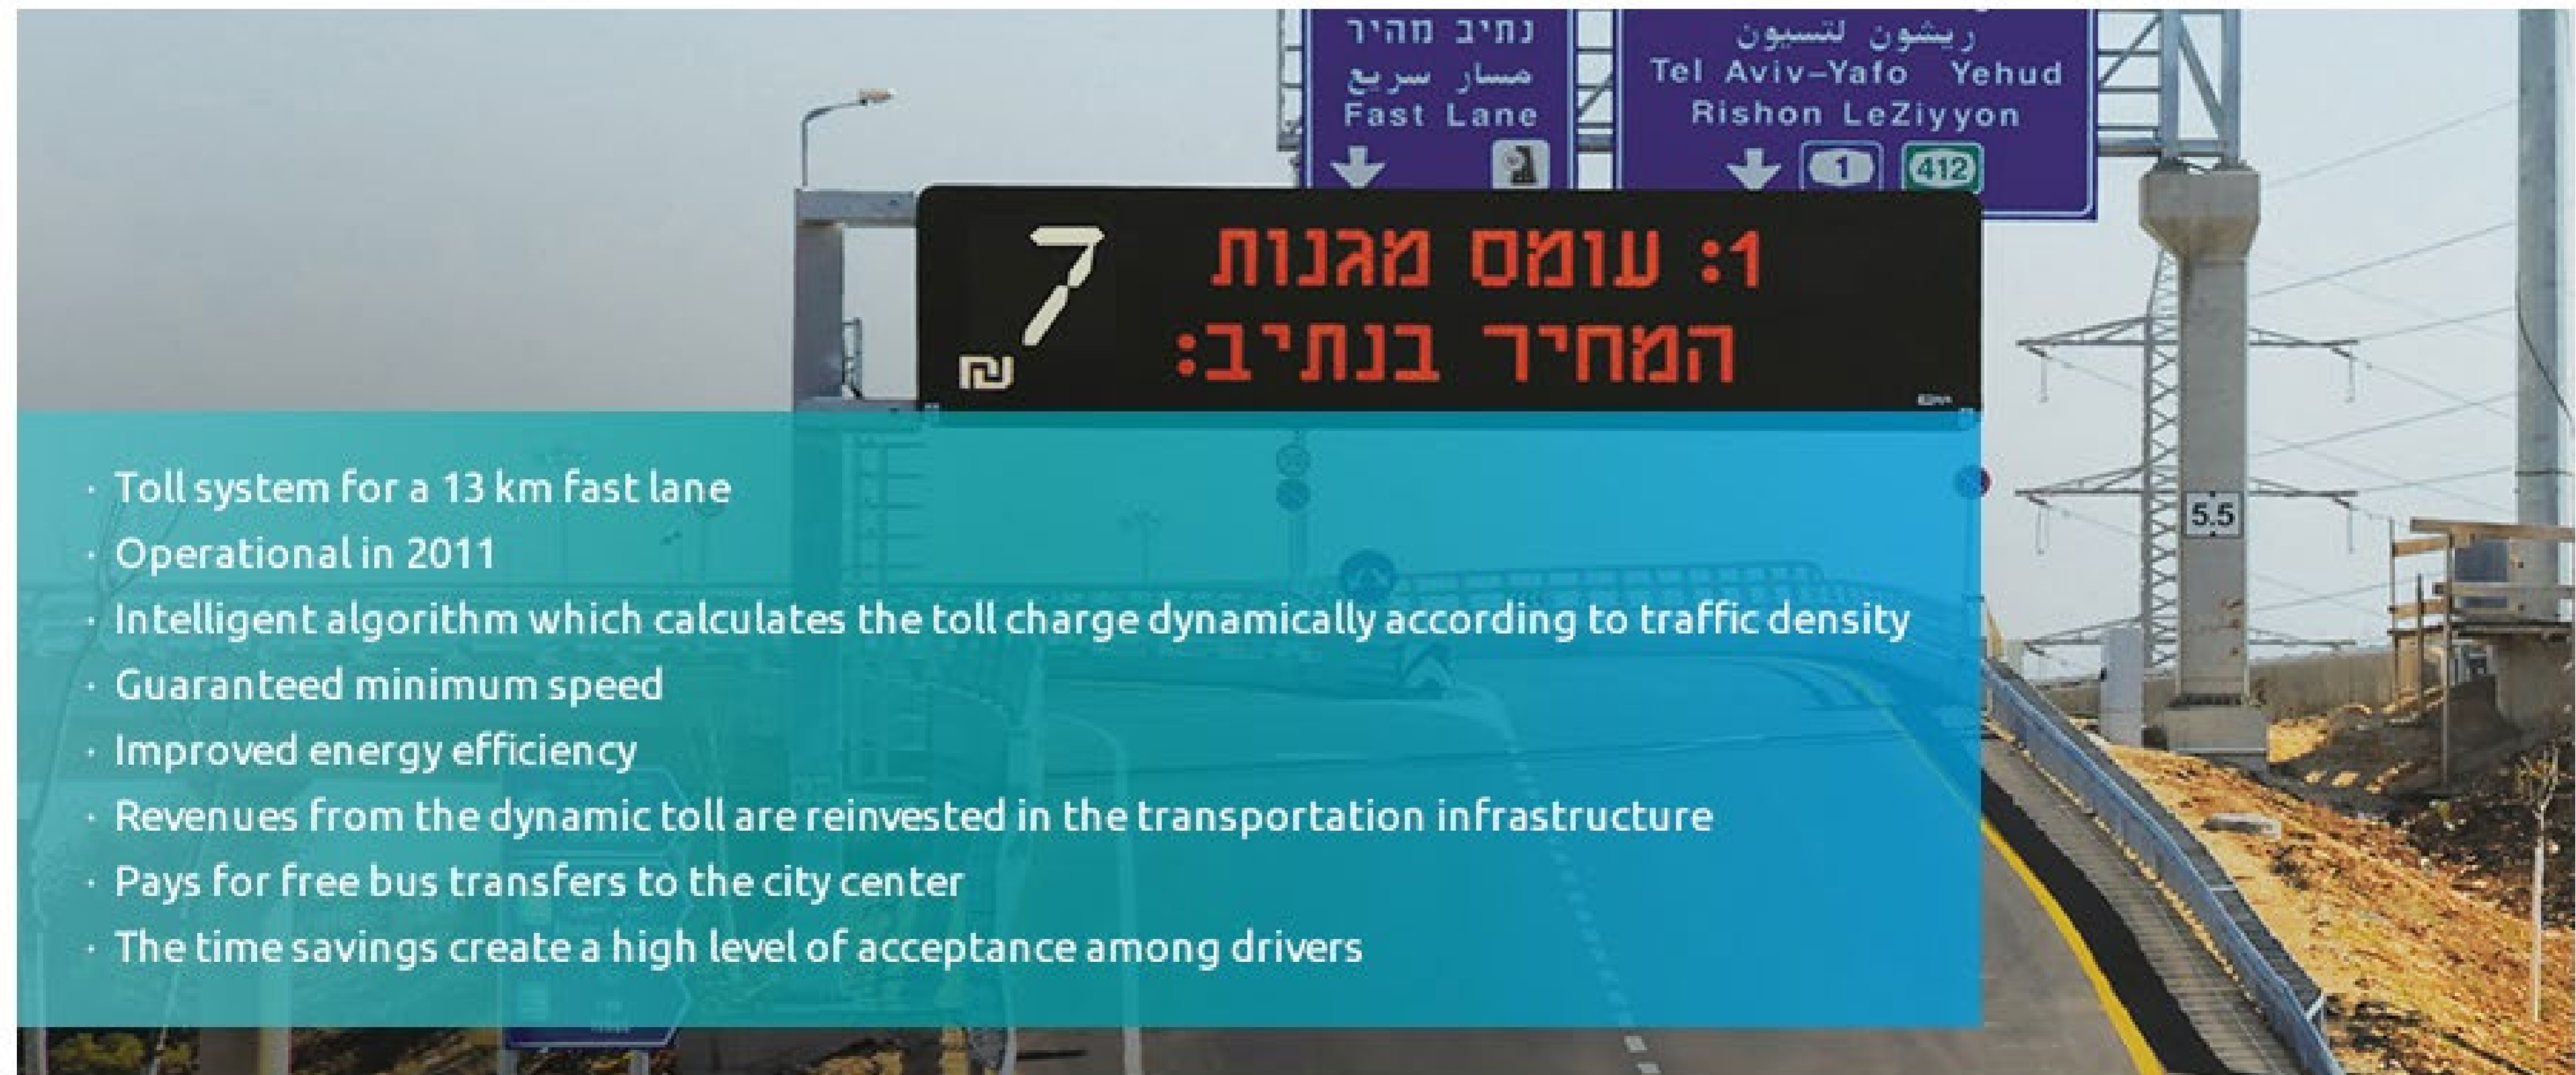 נתיב מהיר
مسار سريع
Fast Lane
ريشون لتسيون
Tel Aviv–Yafo Yehud
Rishon LeZiyyon
1 412
1: עומס מגנות
המחיר בנתיב:
7
₪
5.5
· Toll system for a 13 km fast lane
· Operational in 2011
· Intelligent algorithm which calculates the toll charge dynamically according to traffic density
· Guaranteed minimum speed
· Improved energy efficiency
· Revenues from the dynamic toll are reinvested in the transportation infrastructure
· Pays for free bus transfers to the city center
· The time savings create a high level of acceptance among drivers